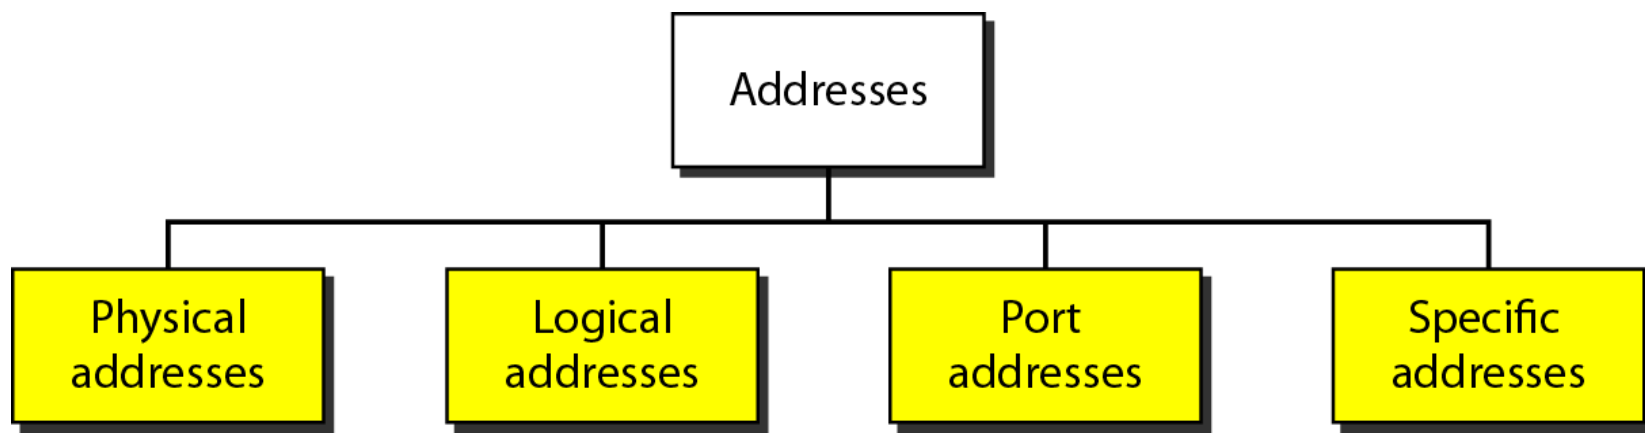 Addresses
Physical
addresses
Logical
addresses
Port
addresses
Specific
addresses